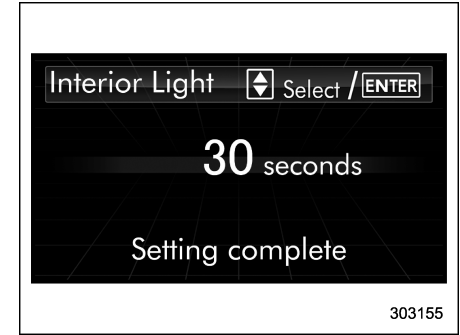 Interior Light Select / ENTER
30 seconds
Setting complete
303155